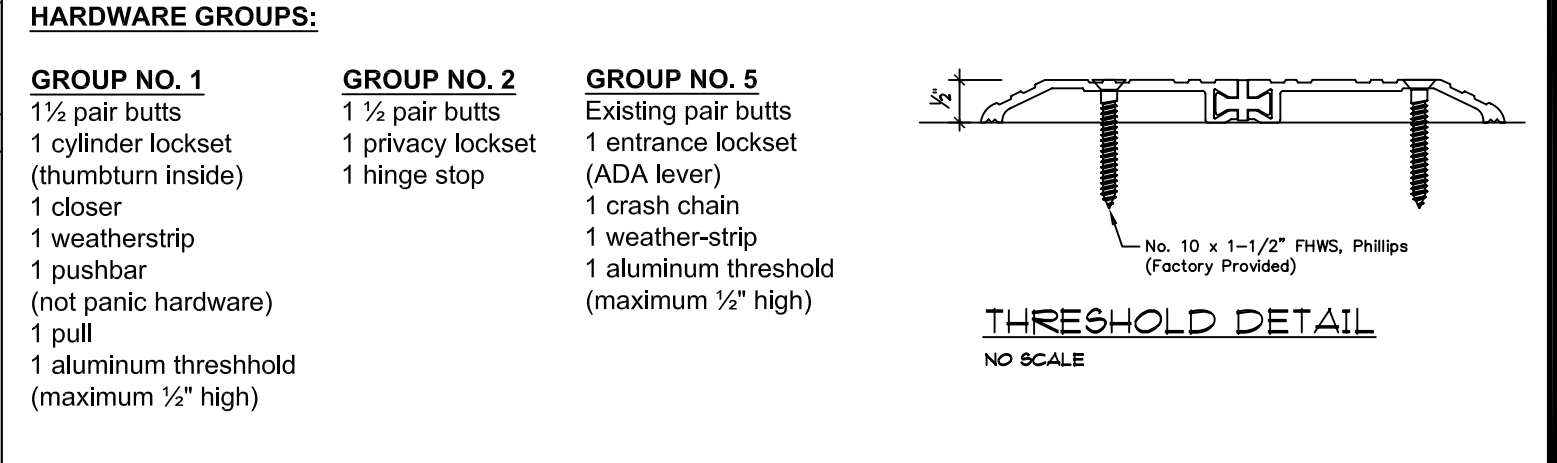 HARDWARE GROUPS:
GROUP NO. 1
1½ pair butts
1 cylinder lockset
(thumbturn inside)
1 closer
1 weatherstrip
1 pushbar
(not panic hardware)
1 pull
1 aluminum threshhold
(maximum ½" high)
GROUP NO. 2
1 ½ pair butts
1 privacy lockset
1 hinge stop
GROUP NO. 5
Existing pair butts
1 entrance lockset
(ADA lever)
1 crash chain
1 weather-strip
1 aluminum threshold
(maximum ½" high)
½"
No. 10 x 1-1/2" FHWS, Phillips
(Factory Provided)
THRESHOLD DETAIL
NO SCALE